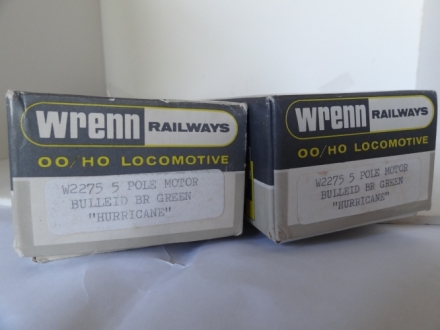 wrenn RAILWAYS
OO/HO LOCOMOTIVE
W2275 5 POLE MOTOR
BULLEID BR GREEN
"HURRICANE"
wrenn RAILWAYS
OO/HO LOCOMOTIVE
W2275 5 POLE MOTOR
BULLEID BR GREEN
"HURRICANE"